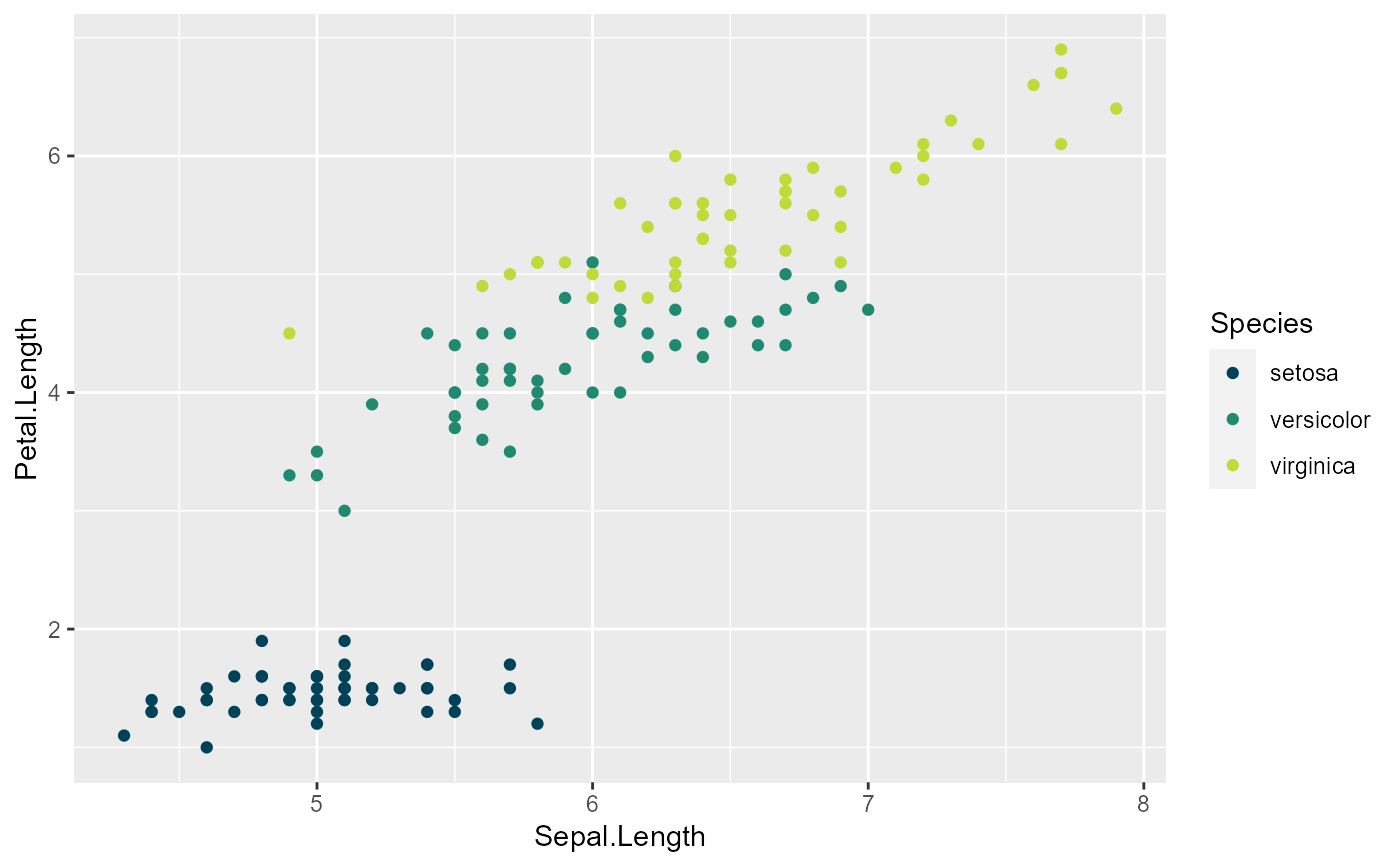 6
4
2
5 6 7 8
Sepal.Length
Petal.Length
Species
setosa
versicolor
virginica